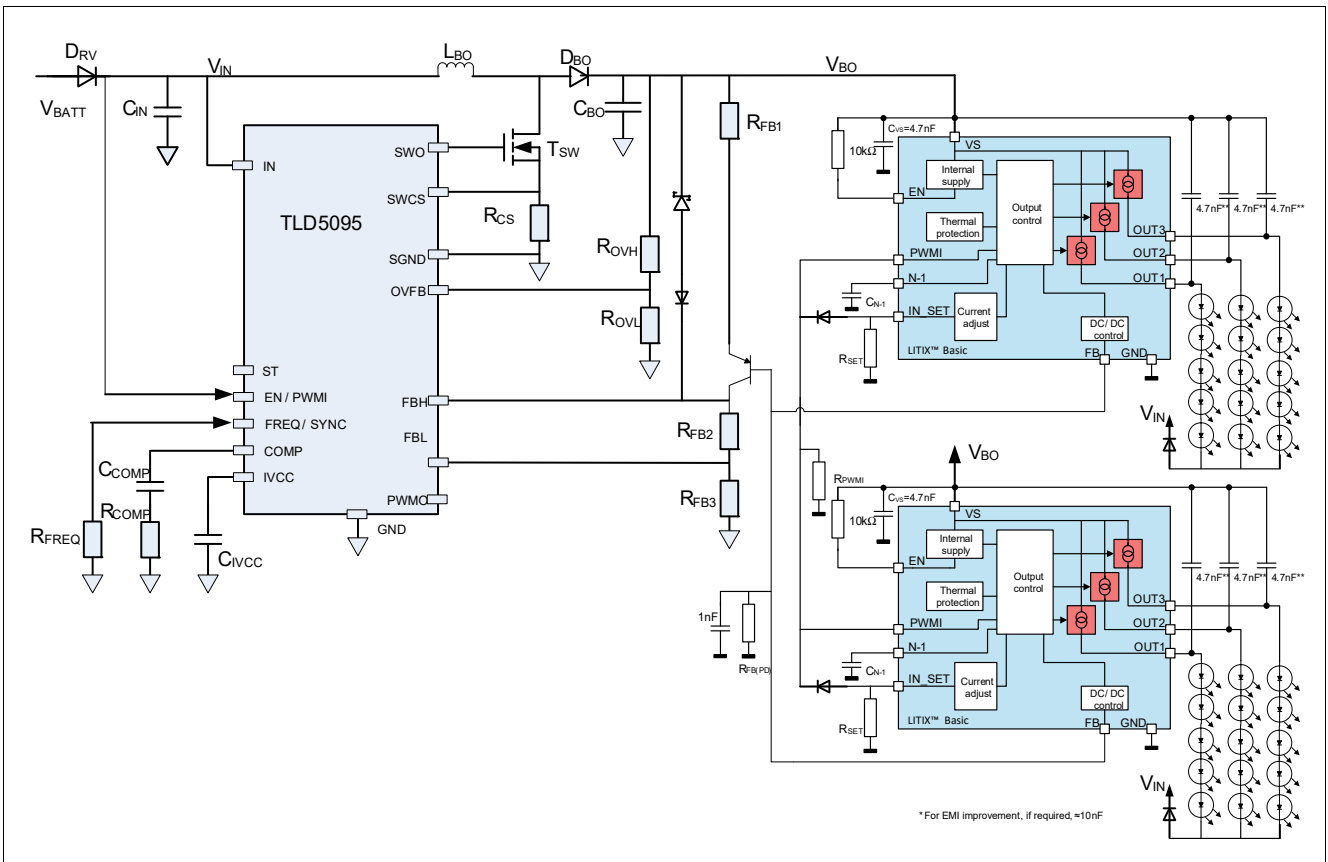 DRV
VBATT
VIN
CIN
LBO
DBO
CBO
VBO
RFB1
TSW
RCS
ROVH
ROVL
RFB2
RFB3
TLD5095
IN
SWO
SWCS
SGND
OVFB
ST
EN / PWMI
FREQ/ SYNC
COMP
IVCC
FBH
FBL
PWMO
GND
CCOMP
RCOMP
RFREQ
CIVCC
1nF
RFB(PD)
RPWMI
10kΩ
CVS=4.7nF
VS
EN
Internal
supply
Thermal
protection
Output
control
PWMI
N-1
CN-1
IN_SET
Current
adjust
RSET
LITIX™ Basic
DC/ DC
control
FB
GND
OUT3
OUT2
OUT1
4.7nF**
4.7nF**
4.7nF**
VIN
VBO
10kΩ
CVS=4.7nF
VS
EN
Internal
supply
Thermal
protection
Output
control
PWMI
N-1
CN-1
IN_SET
Current
adjust
RSET
LITIX™ Basic
DC/ DC
control
FB
GND
OUT3
OUT2
OUT1
4.7nF**
4.7nF**
4.7nF**
VIN
* For EMI improvement, if required, ≈10nF